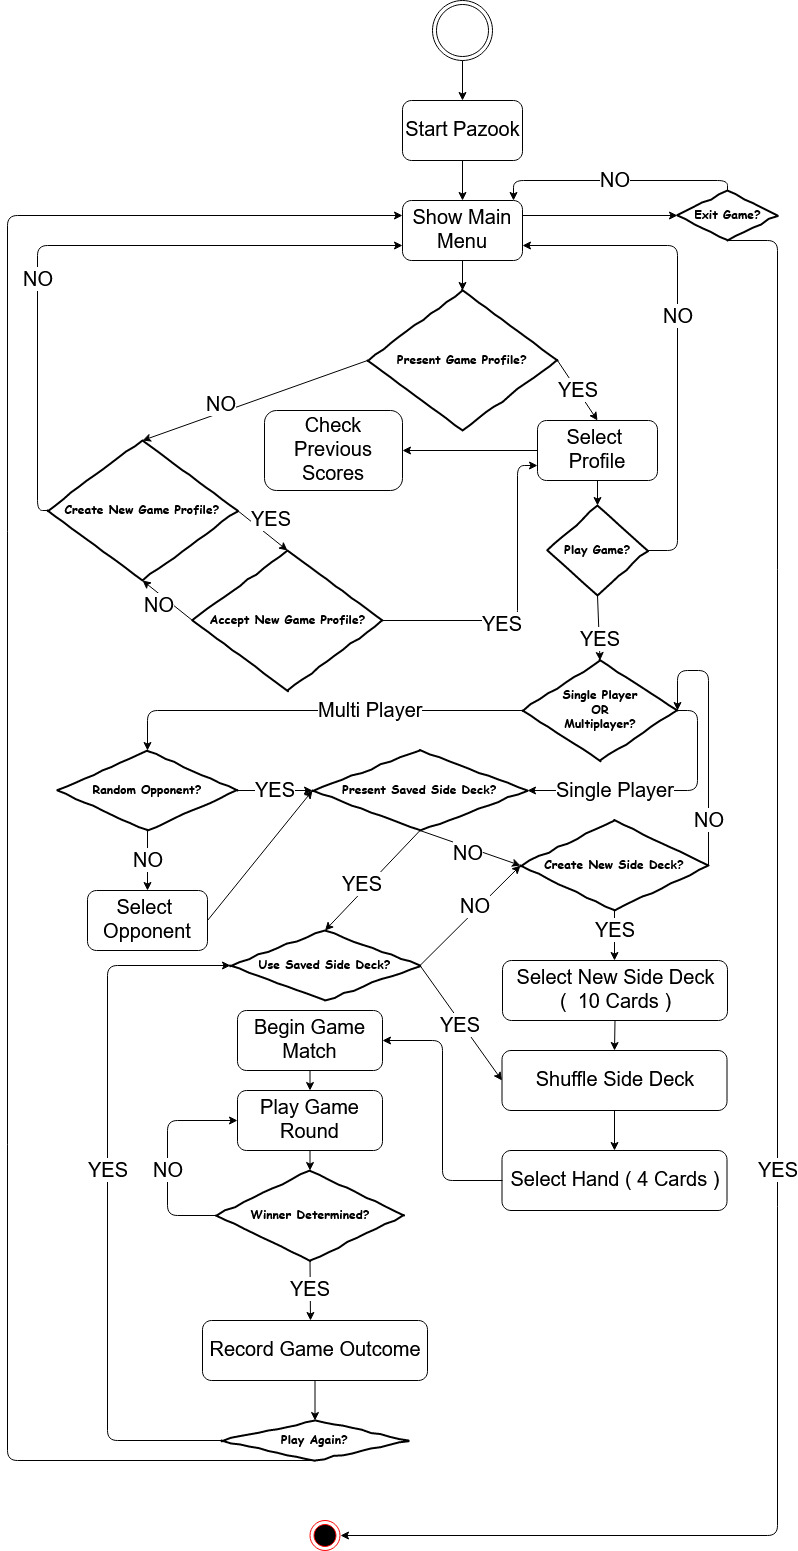 Start Pazook
NO
Show Main
Menu
Exit Game?
NO
NO
Present Game Profile?
YES
NO
Check
Previous
Scores
Select
Profile
Create New Game Profile?
YES
Play Game?
NO
Accept New Game Profile?
YES
YES
Single Player
OR
Multiplayer?
Multi Player
Random Opponent?
YES
Present Saved Side Deck?
Single Player
NO
NO
NO
Create New Side Deck?
YES
Select
Opponent
NO
YES
Use Saved Side Deck?
Select New Side Deck
( 10 Cards )
Begin Game
Match
YES
Shuffle Side Deck
Play Game
Round
YES
NO
YES
Select Hand ( 4 Cards )
Winner Determined?
YES
Record Game Outcome
Play Again?